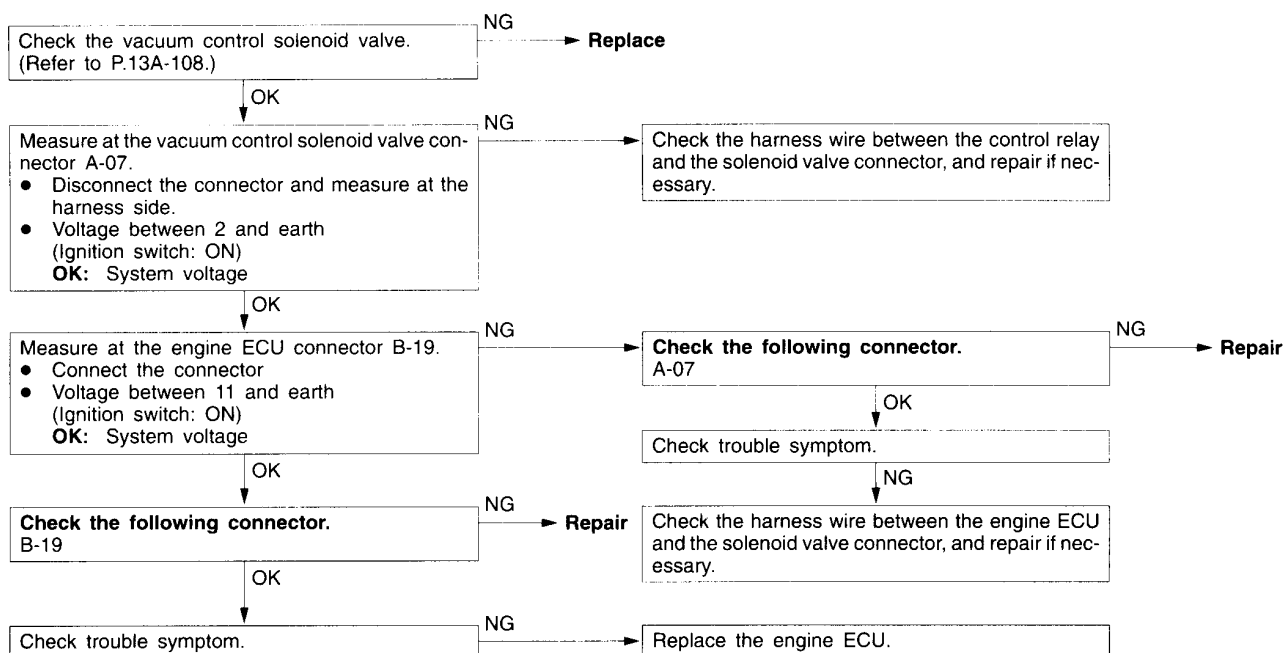 Check the vacuum control solenoid valve.
(Refer to P.13A-108.)
NG
Replace
OK
Measure at the vacuum control solenoid valve con-
nector A-07.
● Disconnect the connector and measure at the
harness side.
● Voltage between 2 and earth
(Ignition switch: ON)
OK: System voltage
NG
Check the harness wire between the control relay
and the solenoid valve connector, and repair if nec-
essary.
OK
Measure at the engine ECU connector B-19.
● Connect the connector
● Voltage between 11 and earth
(Ignition switch: ON)
OK: System voltage
NG
Check the following connector.
A-07
NG
Repair
OK
Check trouble symptom.
NG
Check the harness wire between the engine ECU
and the solenoid valve connector, and repair if nec-
essary.
OK
Check the following connector.
B-19
NG
Repair
OK
Check trouble symptom.
NG
Replace the engine ECU.